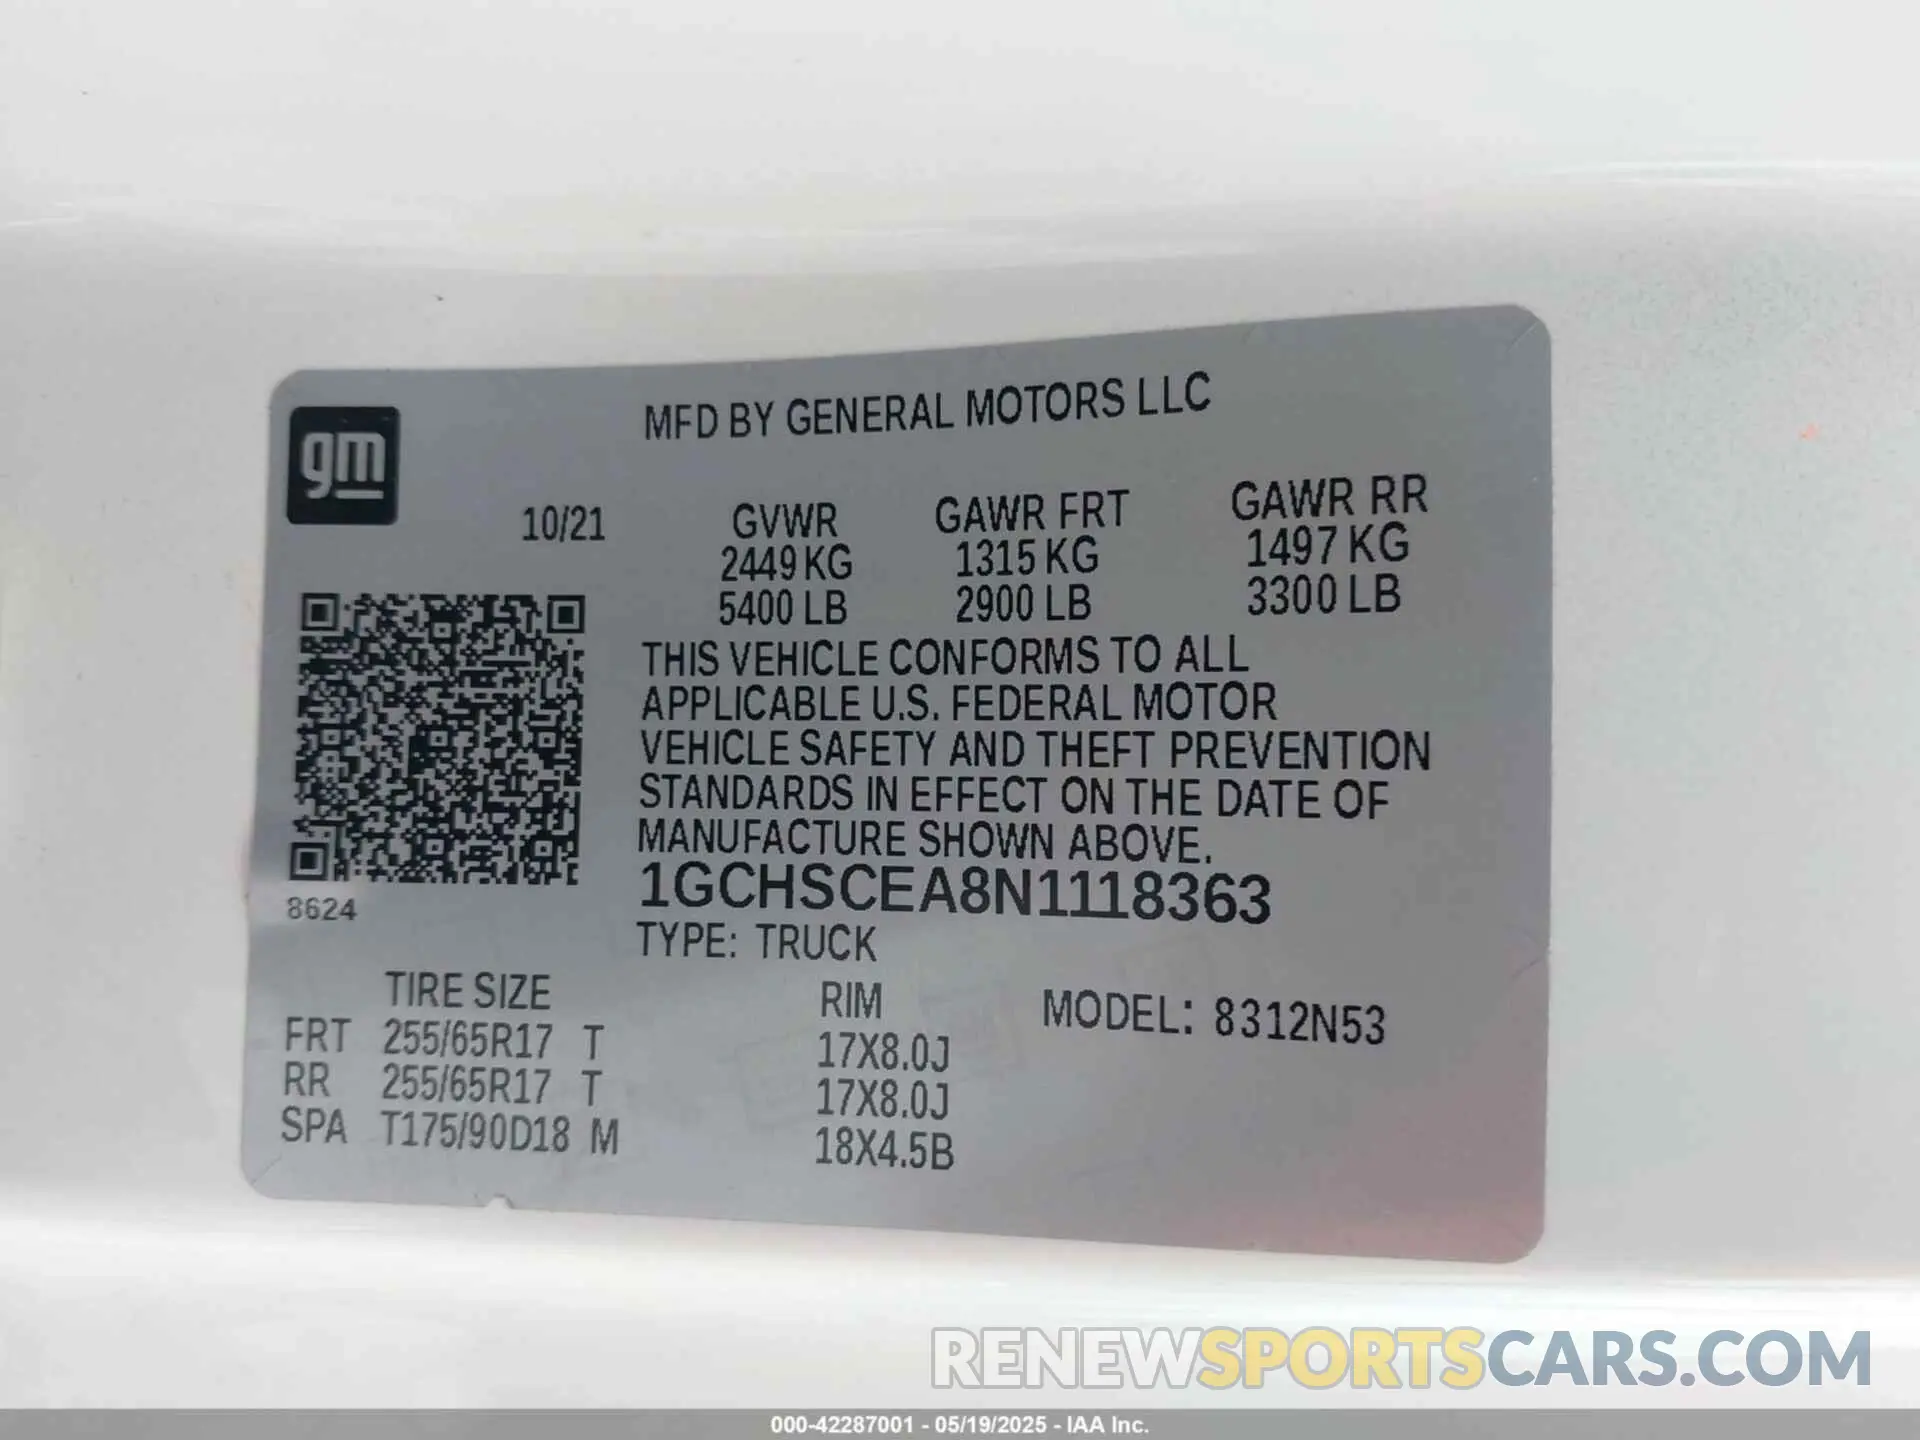 MFD BY GENERAL MOTORS LLC
gm
10/21
GVWR GAWR FRT GAWR RR
2449 KG 1315 KG 1497 KG
5400 LB 2900 LB 3300 LB
THIS VEHICLE CONFORMS TO ALL
APPLICABLE U.S. FEDERAL MOTOR
VEHICLE SAFETY AND THEFT PREVENTION
STANDARDS IN EFFECT ON THE DATE OF
MANUFACTURE SHOWN ABOVE.
1GCHSCEA8N1118363
8624
TYPE: TRUCK
TIRE SIZE RIM MODEL: 8312N53
FRT 255/65R17 T 17X8.0J
RR 255/65R17 T 17X8.0J
SPA T175/90D18 M 18X4.5B
RENEWSPORTSCARS.COM
000-42287001 - 05/19/2025 - IAA Inc.